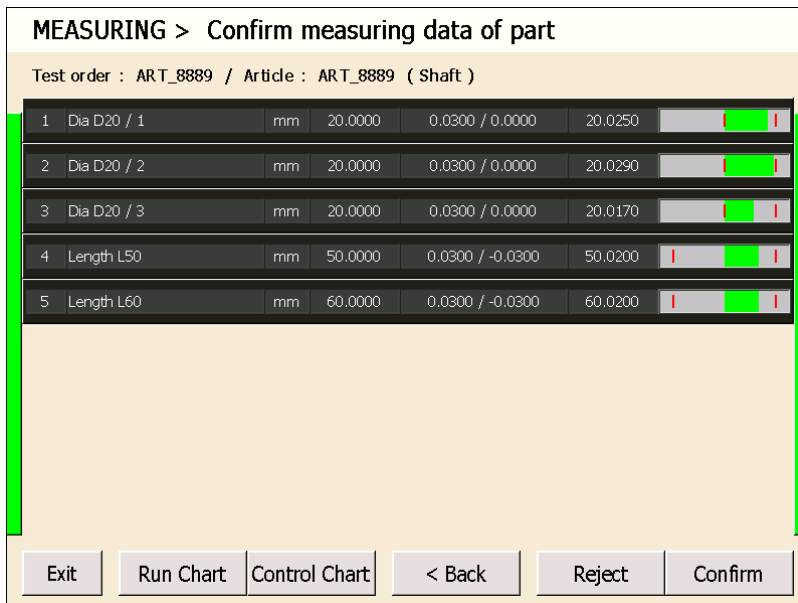 MEASURING > Confirm measuring data of part
Test order : ART_8889 / Article : ART_8889 ( Shaft )
1 Dia D20 / 1 mm 20.0000 0.0300 / 0.0000 20.0250
2 Dia D20 / 2 mm 20.0000 0.0300 / 0.0000 20.0290
3 Dia D20 / 3 mm 20.0000 0.0300 / 0.0000 20.0170
4 Length L50 mm 50.0000 0.0300 / -0.0300 50.0200
5 Length L60 mm 60.0000 0.0300 / -0.0300 60.0200
Exit Run Chart Control Chart < Back Reject Confirm